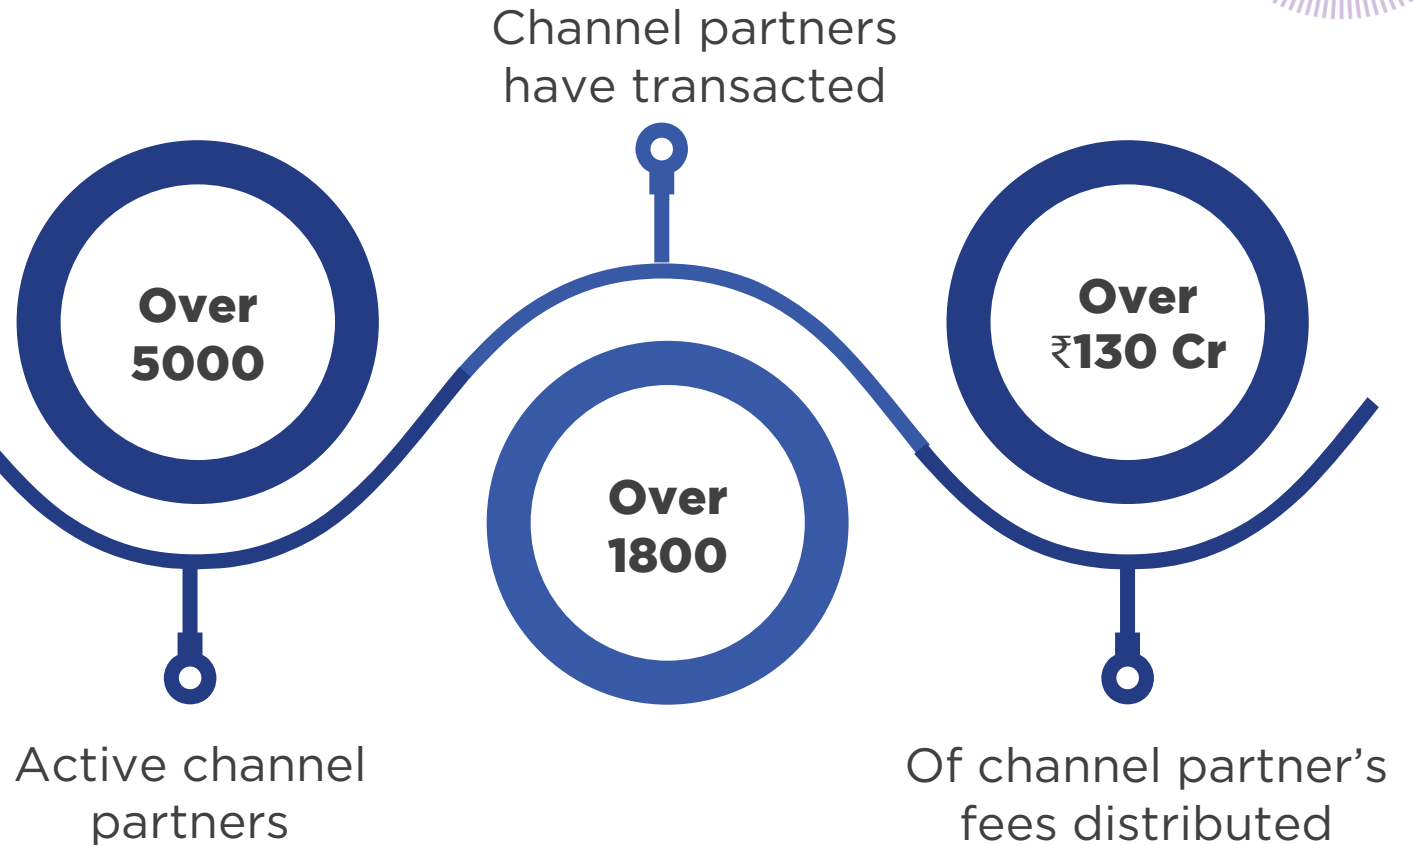 Channel partners
have transacted
Over
5000
Over
₹130 Cr
Over
1800
Active channel
partners
Of channel partner’s
fees distributed